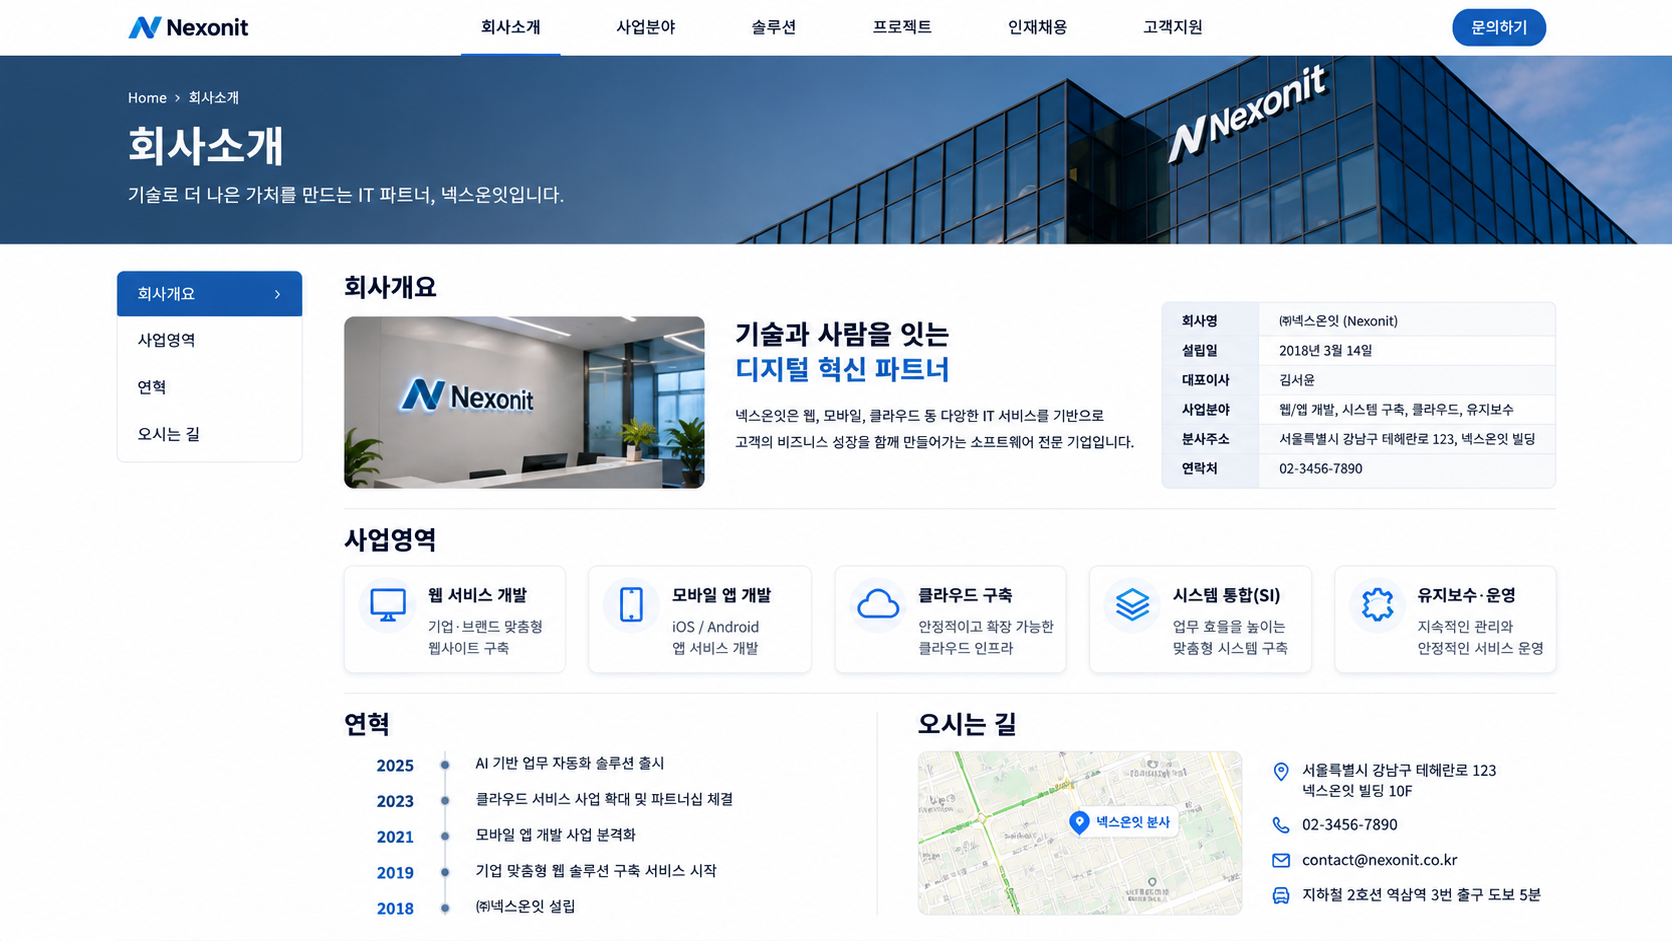 Nexonit
회사소개
사업분야
솔루션
프로젝트
인재채용
고객지원
문의하기
Home > 회사소개
회사소개
기술로 더 나은 가처를 만드는 IT 파트너, 넥스온잇입니다.
Nexonit
회사개요 >
사업영역
연혁
오시는 길
회사개요
Nexonit
기술과 사람을 잇는
디지털 혁신 파트너
넥스온잇은 웹, 모바일, 클라우드 통 다양한 IT 서비스를 기반으로
고객의 비즈니스 성장을 함께 만들어가는 소프트웨어 전문 기업입니다.
회사영 ㈜넥스온잇 (Nexonit)
설립일 2018년 3월 14일
대포이사 김서윤
사업분야 웹/엡 개발, 시스템 구축, 클라우드, 유지보수
분사주소 서울특별시 강남구 테헤란로 123, 넥스온잇 빌딩
연락처 02-3456-7890
사업영역
웹 서비스 개발
기업·브랜드 맞춤형
웹사이트 구축
모바일 앱 개발
iOS / Android
앱 서비스 개발
클라우드 구축
안정적이고 확장 가능한
클라우드 인프라
시스템 통합(SI)
업무 효율을 높이는
맞춤형 시스템 구축
유지보수·운영
지속적인 관리와
안정적인 서비스 운영
연혁
2025 AI 기반 업무 자동화 솔루션 출시
2023 클라우드 서비스 사업 확대 및 파트너십 체결
2021 모바일 엡 개발 사업 분격화
2019 기업 맞춤형 웹 솔루션 구축 서비스 시작
2018 ㈜넥스온잇 설립
오시는 길
넥스온잇 분사
서울특별시 강남구 테헤란로 123
넥스온잇 빌딩 10F
02-3456-7890
contact@nexonit.co.kr
지하철 2호선 역삼역 3번 출구 도보 5분